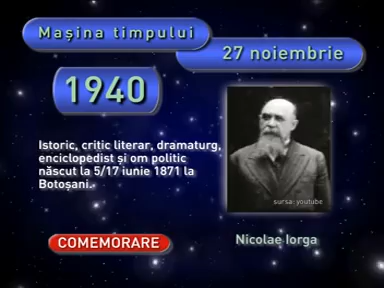 Mașina timpului
27 noiembrie
1940
Istoric, critic literar, dramaturg,
enciclopedist și om politic
născut la 5/17 iunie 1871 la
Botoșani.
sursa: youtube
COMEMORARE
Nicolae Iorga